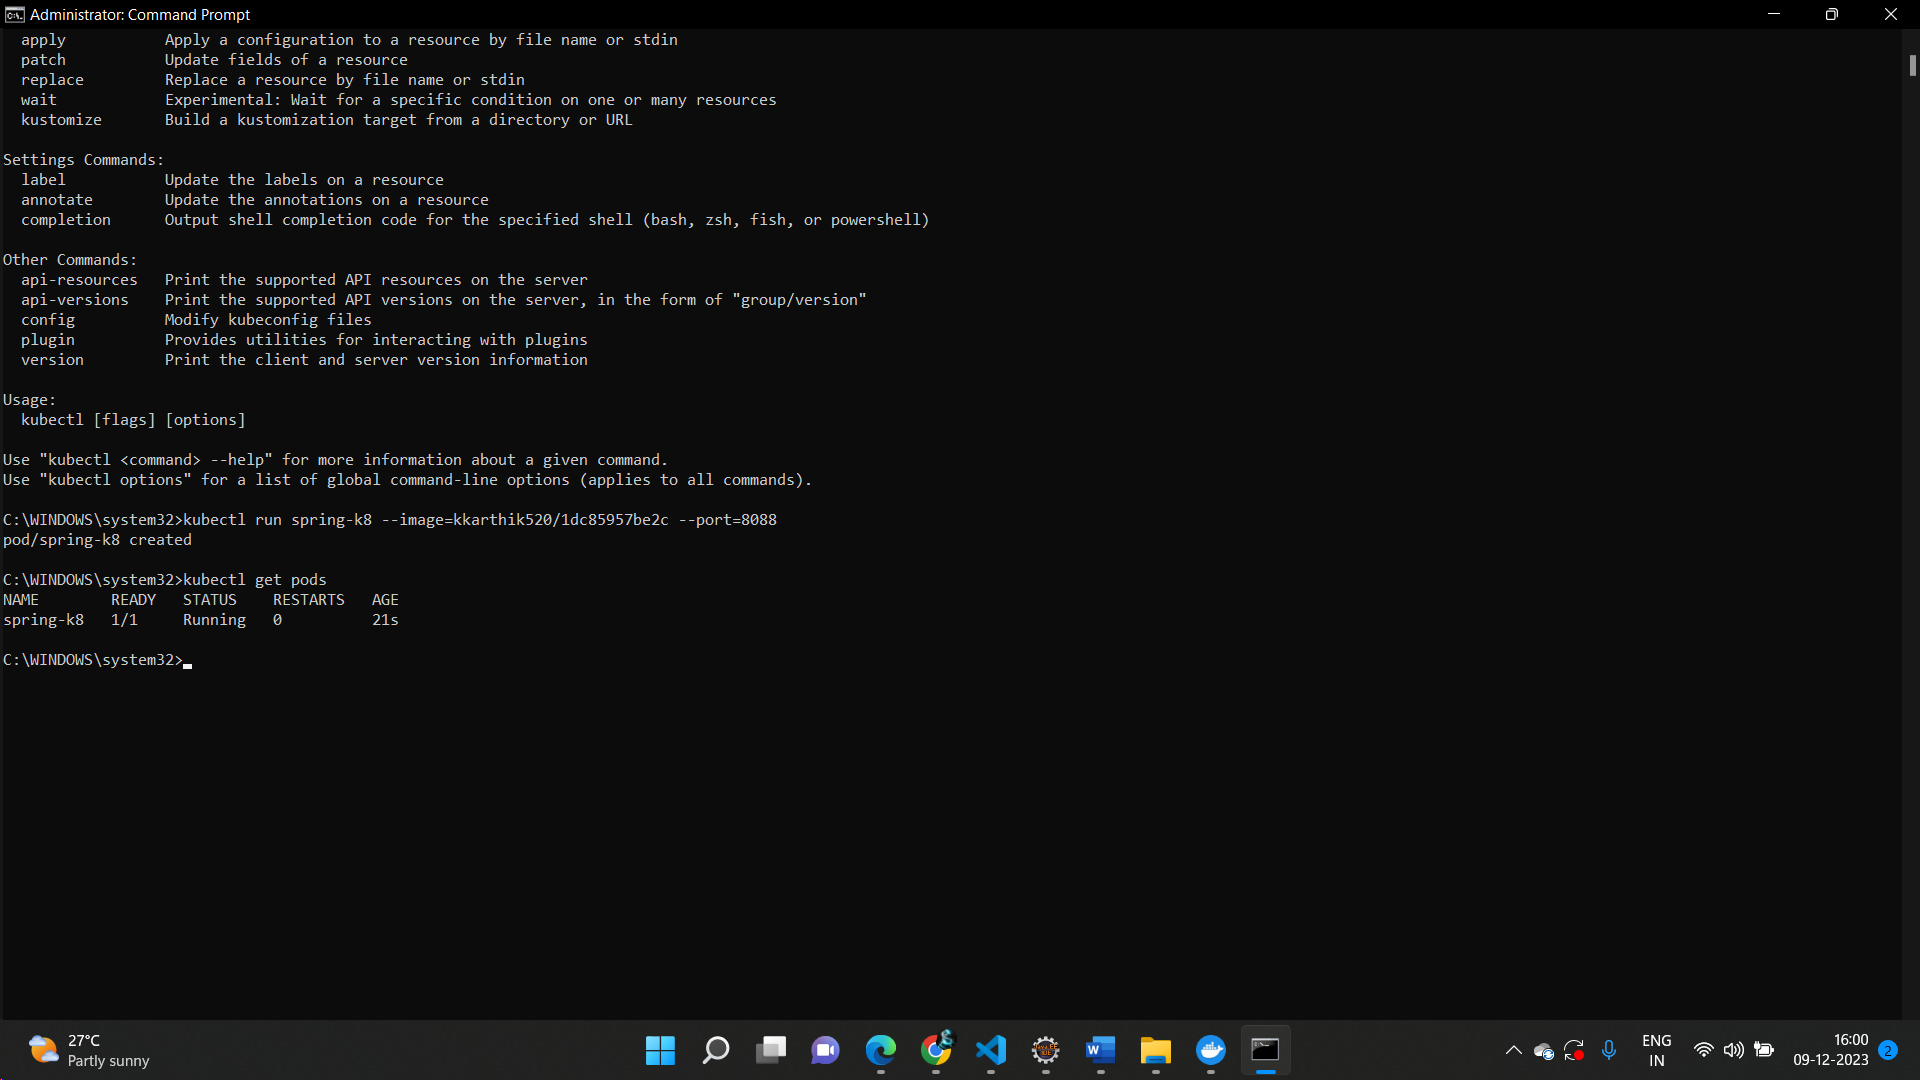 Administrator: Command Prompt
apply Apply a configuration to a resource by file name or stdin
patch Update fields of a resource
replace Replace a resource by file name or stdin
wait Experimental: Wait for a specific condition on one or many resources
kustomize Build a kustomization target from a directory or URL
Settings Commands:
label Update the labels on a resource
annotate Update the annotations on a resource
completion Output shell completion code for the specified shell (bash, zsh, fish, or powershell)
Other Commands:
api-resources Print the supported API resources on the server
api-versions Print the supported API versions on the server, in the form of "group/version"
config Modify kubeconfig files
plugin Provides utilities for interacting with plugins
version Print the client and server version information
Usage:
kubectl [flags] [options]
Use "kubectl <command> --help" for more information about a given command.
Use "kubectl options" for a list of global command-line options (applies to all commands).
C:\WINDOWS\system32>kubectl run spring-k8 --image=kkarthik520/1dc85957be2c --port=8088
pod/spring-k8 created
C:\WINDOWS\system32>kubectl get pods
NAME READY STATUS RESTARTS AGE
spring-k8 1/1 Running 0 21s
C:\WINDOWS\system32>
27°C
Partly sunny
ENG
IN
16:00
09-12-2023
2